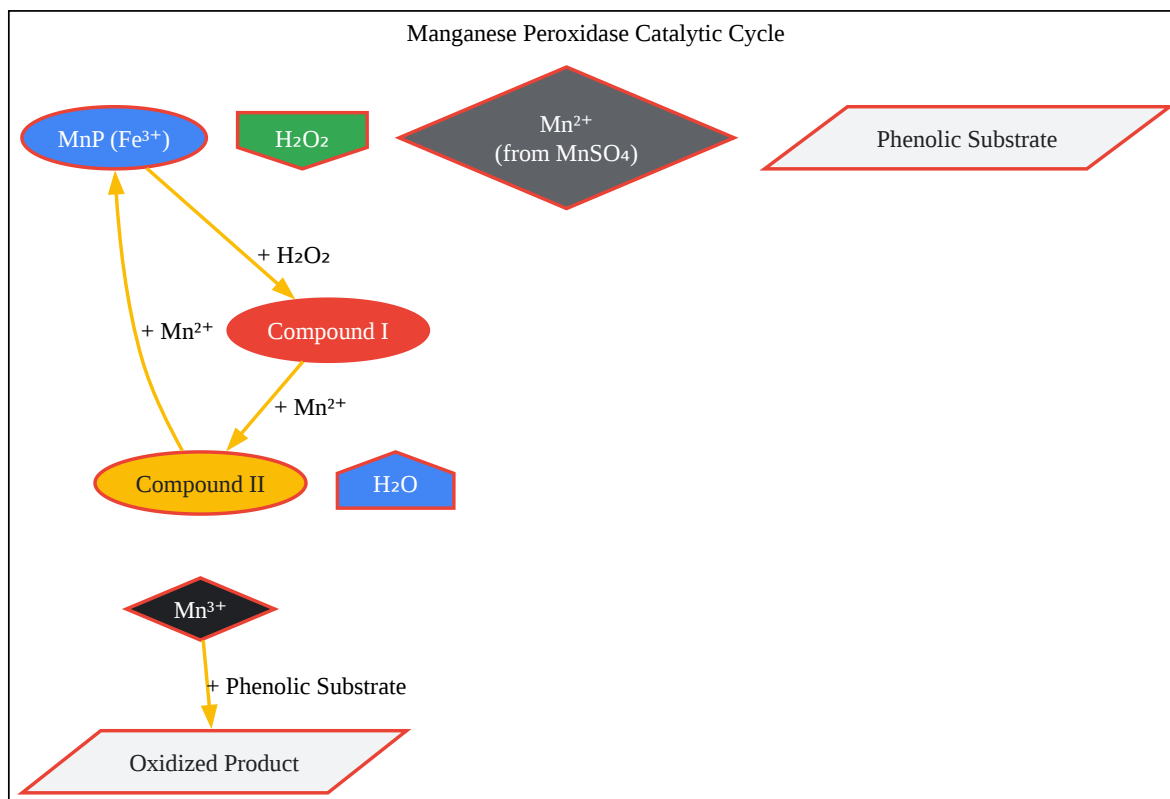 Manganese Peroxidase Catalytic Cycle
MnP (Fe³⁺)
H₂O₂
Mn²⁺
(from MnSO₄)
Phenolic Substrate
+ H₂O₂
+ Mn²⁺
Compound I
+ Mn²⁺
Compound II
H₂O
Mn³⁺
+ Phenolic Substrate
Oxidized Product